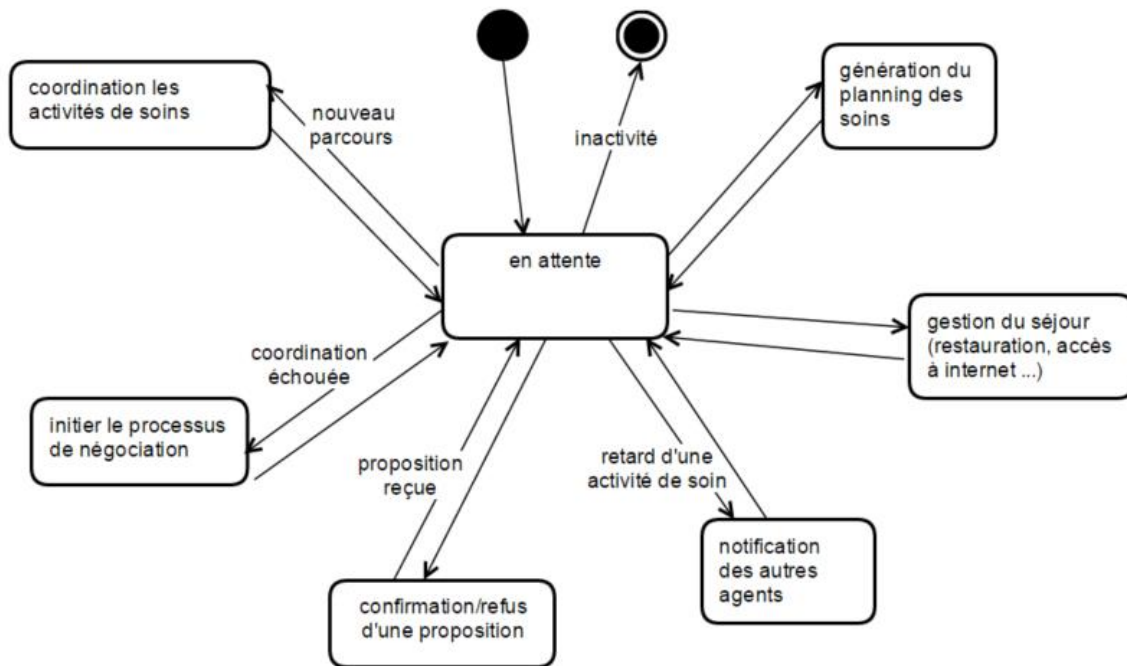 coordination les
activités de soins
nouveau
parcours
inactivité
génération du
planning des
soins
en attente
gestion du séjour
(restauration, accès
à internet ...)
coordination
échouée
initier le processus
de négociation
proposition
reçue
retard d'une
activité de soin
notification
des autres
agents
confirmation/refus
d'une proposition